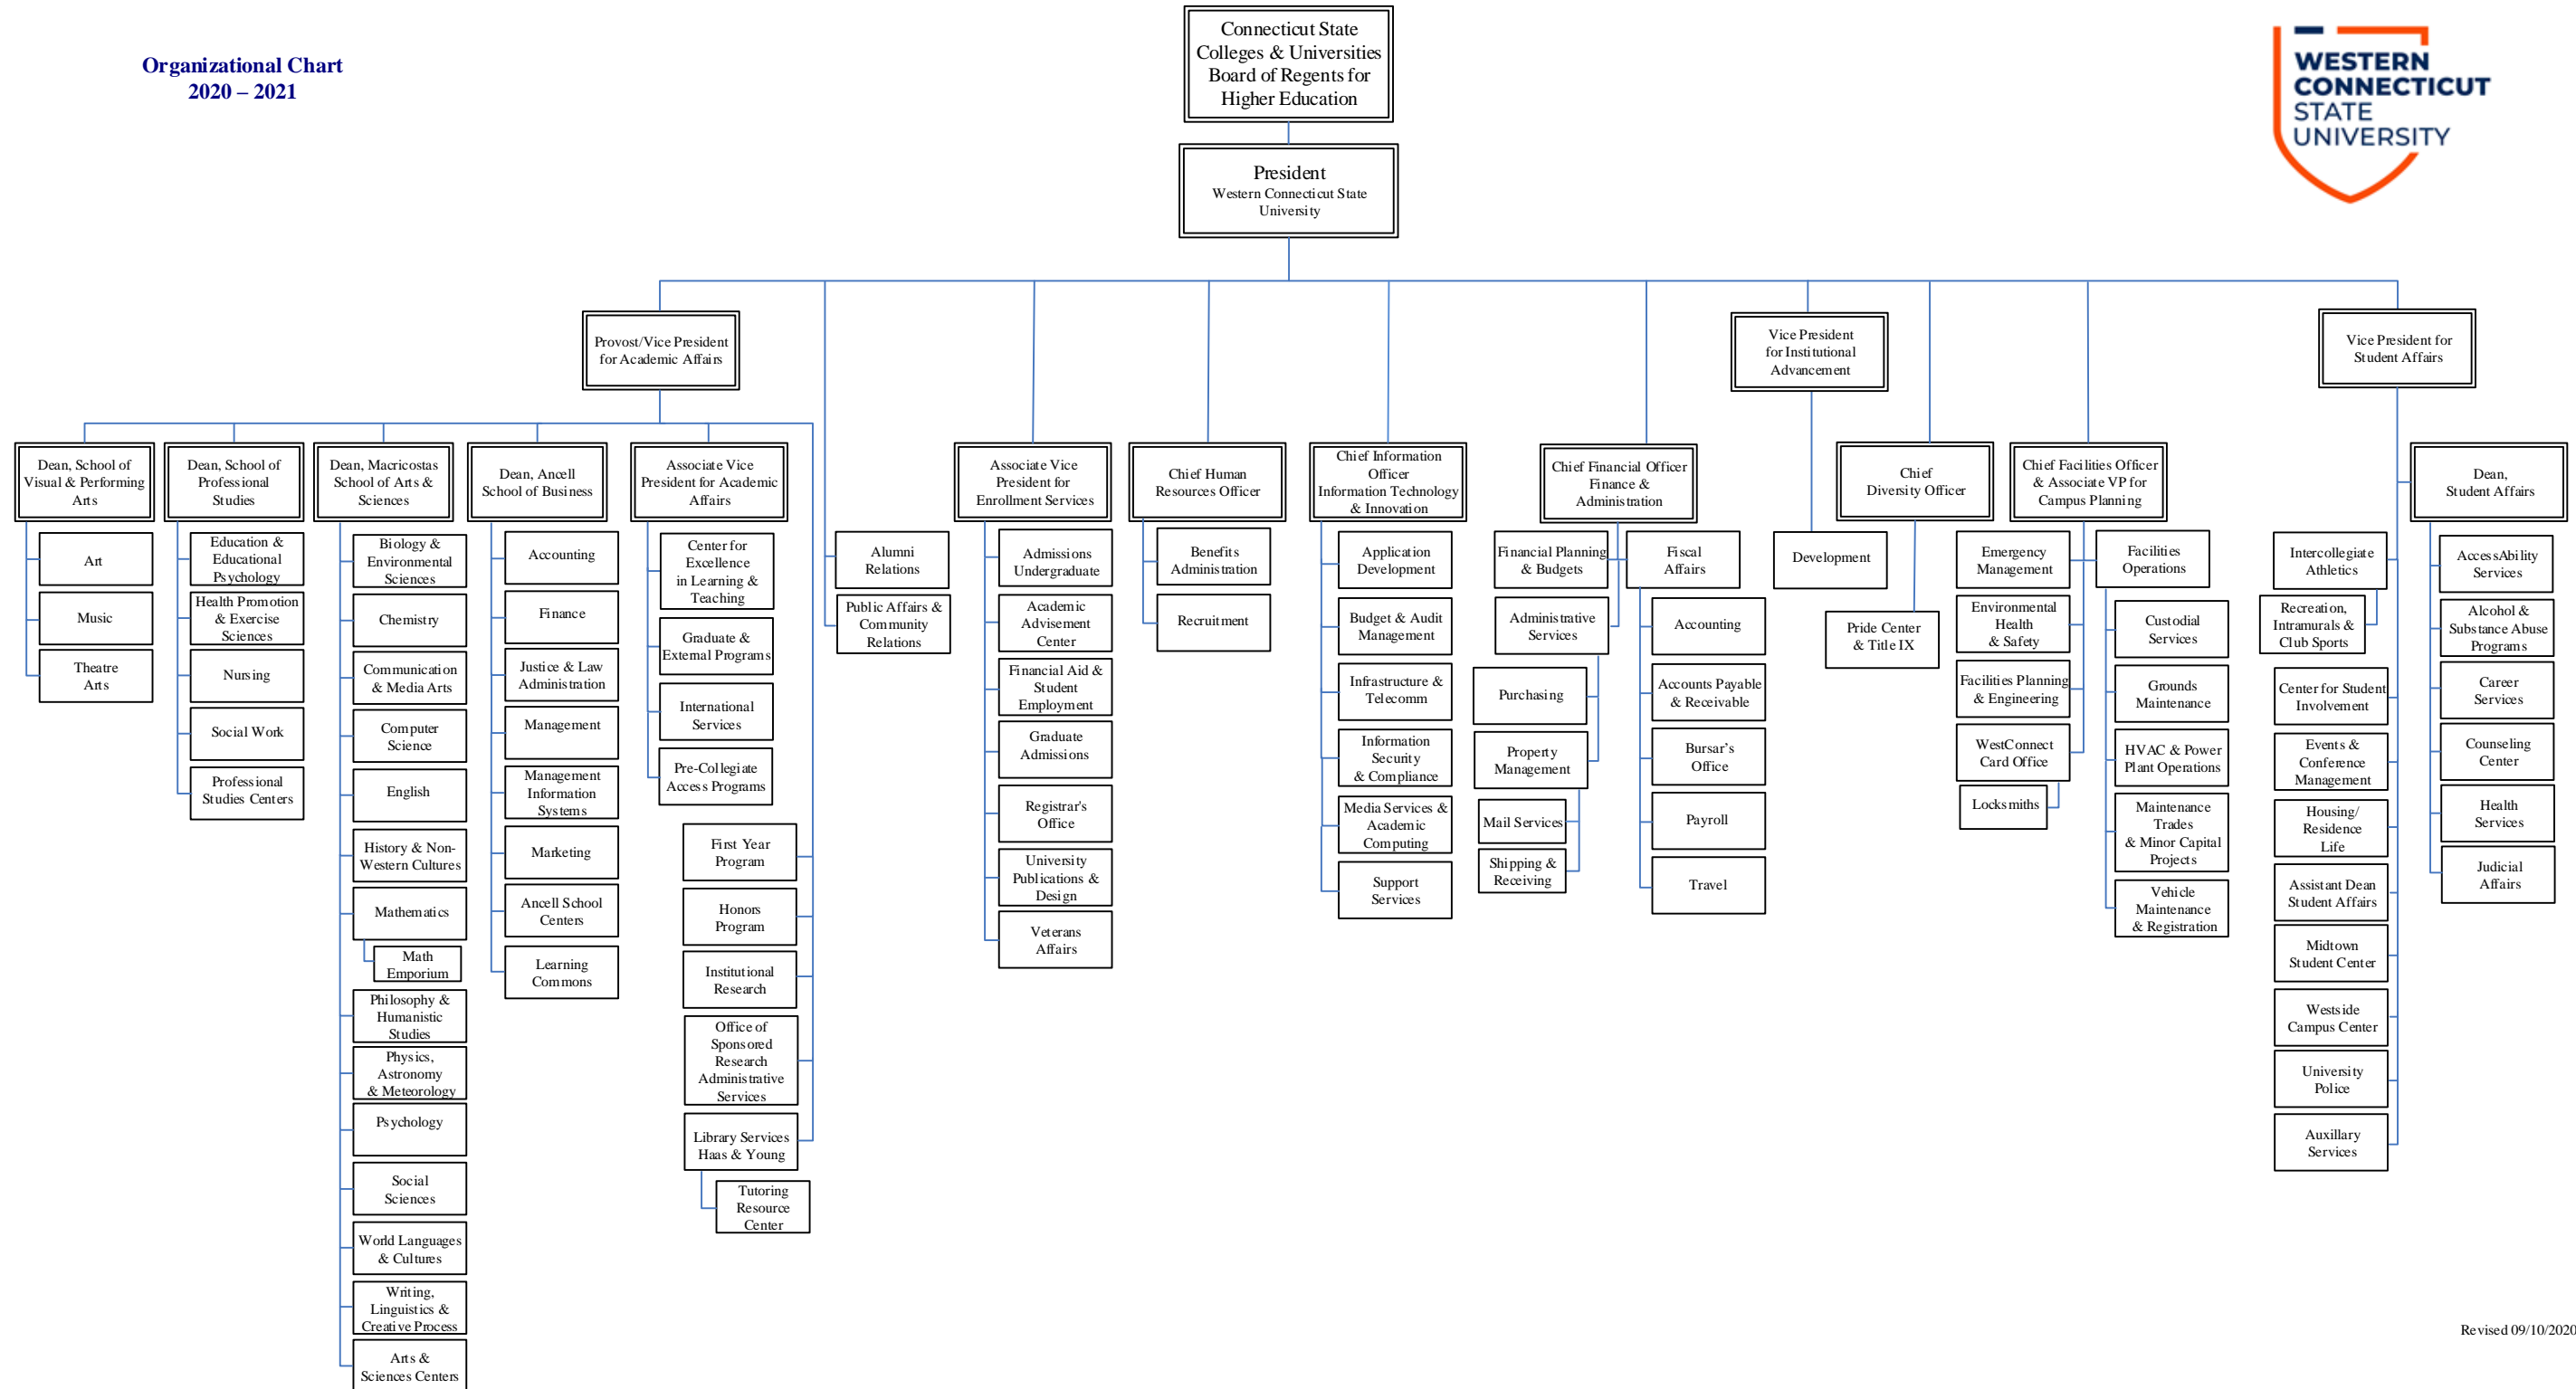 Organizational Chart
2020 – 2021
Connecticut State
Colleges & Universities
Board of Regents for
Higher Education
WESTERN
CONNECTICUT
STATE
UNIVERSITY
President
Western Connecticut State
University
Provost/Vice President
for Academic Affairs
Vice President
for Institutional
Advancement
Vice President for
Student Affairs
Dean, School of
Visual & Performing
Arts
Art
Music
Theatre
Arts
Dean, School of
Professional
Studies
Education &
Educational
Psychology
Health Promotion
& Exercise
Sciences
Nursing
Social Work
Professional
Studies Centers
Dean, Macricostas
School of Arts &
Sciences
Biology &
Environmental
Sciences
Chemistry
Communication
& Media Arts
Computer
Science
English
History & Non-
Western Cultures
Mathematics
Math
Emporium
Philosophy &
Humanistic
Studies
Physics,
Astronomy
& Meteorology
Psychology
Social
Sciences
World Languages
& Cultures
Writing,
Linguistics &
Creative Process
Arts &
Sciences Centers
Dean, Ancell
School of Business
Accounting
Finance
Justice & Law
Administration
Management
Management
Information
Systems
Marketing
Ancell School
Centers
Learning
Commons
Associate Vice
President for Academic
Affairs
Center for
Excellence
in Learning &
Teaching
Graduate &
External Programs
International
Services
Pre-Collegiate
Access Programs
First Year
Program
Honors
Program
Institutional
Research
Office of
Sponsored
Research
Administrative
Services
Library Services
Haas & Young
Tutoring
Resource
Center
Alumni
Relations
Public Affairs &
Community
Relations
Associate Vice
President for
Enrollment Services
Admissions
Undergraduate
Academic
Advisement
Center
Financial Aid &
Student
Employment
Graduate
Admissions
Registrar's
Office
University
Publications &
Design
Veterans
Affairs
Chief Human
Resources Officer
Benefits
Administration
Recruitment
Chief Information
Officer
Information Technology
& Innovation
Application
Development
Budget & Audit
Management
Infrastructure &
Telecomm
Information
Security
& Compliance
Media Services &
Academic
Computing
Support
Services
Chief Financial Officer
Finance &
Administration
Financial Planning
& Budgets
Administrative
Services
Purchasing
Property
Management
Mail Services
Shipping &
Receiving
Fiscal
Affairs
Accounting
Accounts Payable
& Receivable
Bursar's
Office
Payroll
Travel
Development
Chief
Diversity Officer
Pride Center
& Title IX
Chief Facilities Officer
& Associate VP for
Campus Planning
Emergency
Management
Environmental
Health
& Safety
Facilities Planning
& Engineering
WestConnect
Card Office
Locksmiths
Facilities
Operations
Custodial
Services
Grounds
Maintenance
HVAC & Power
Plant Operations
Maintenance
Trades
& Minor Capital
Projects
Vehicle
Maintenance
& Registration
Intercollegiate
Athletics
Recreation,
Intramurals &
Club Sports
Center for Student
Involvement
Events &
Conference
Management
Housing/
Residence
Life
Assistant Dean
Student Affairs
Midtown
Student Center
Westside
Campus Center
University
Police
Auxillary
Services
Dean,
Student Affairs
AccessAbility
Services
Alcohol &
Substance Abuse
Programs
Career
Services
Counseling
Center
Health
Services
Judicial
Affairs
Revised 09/10/2020